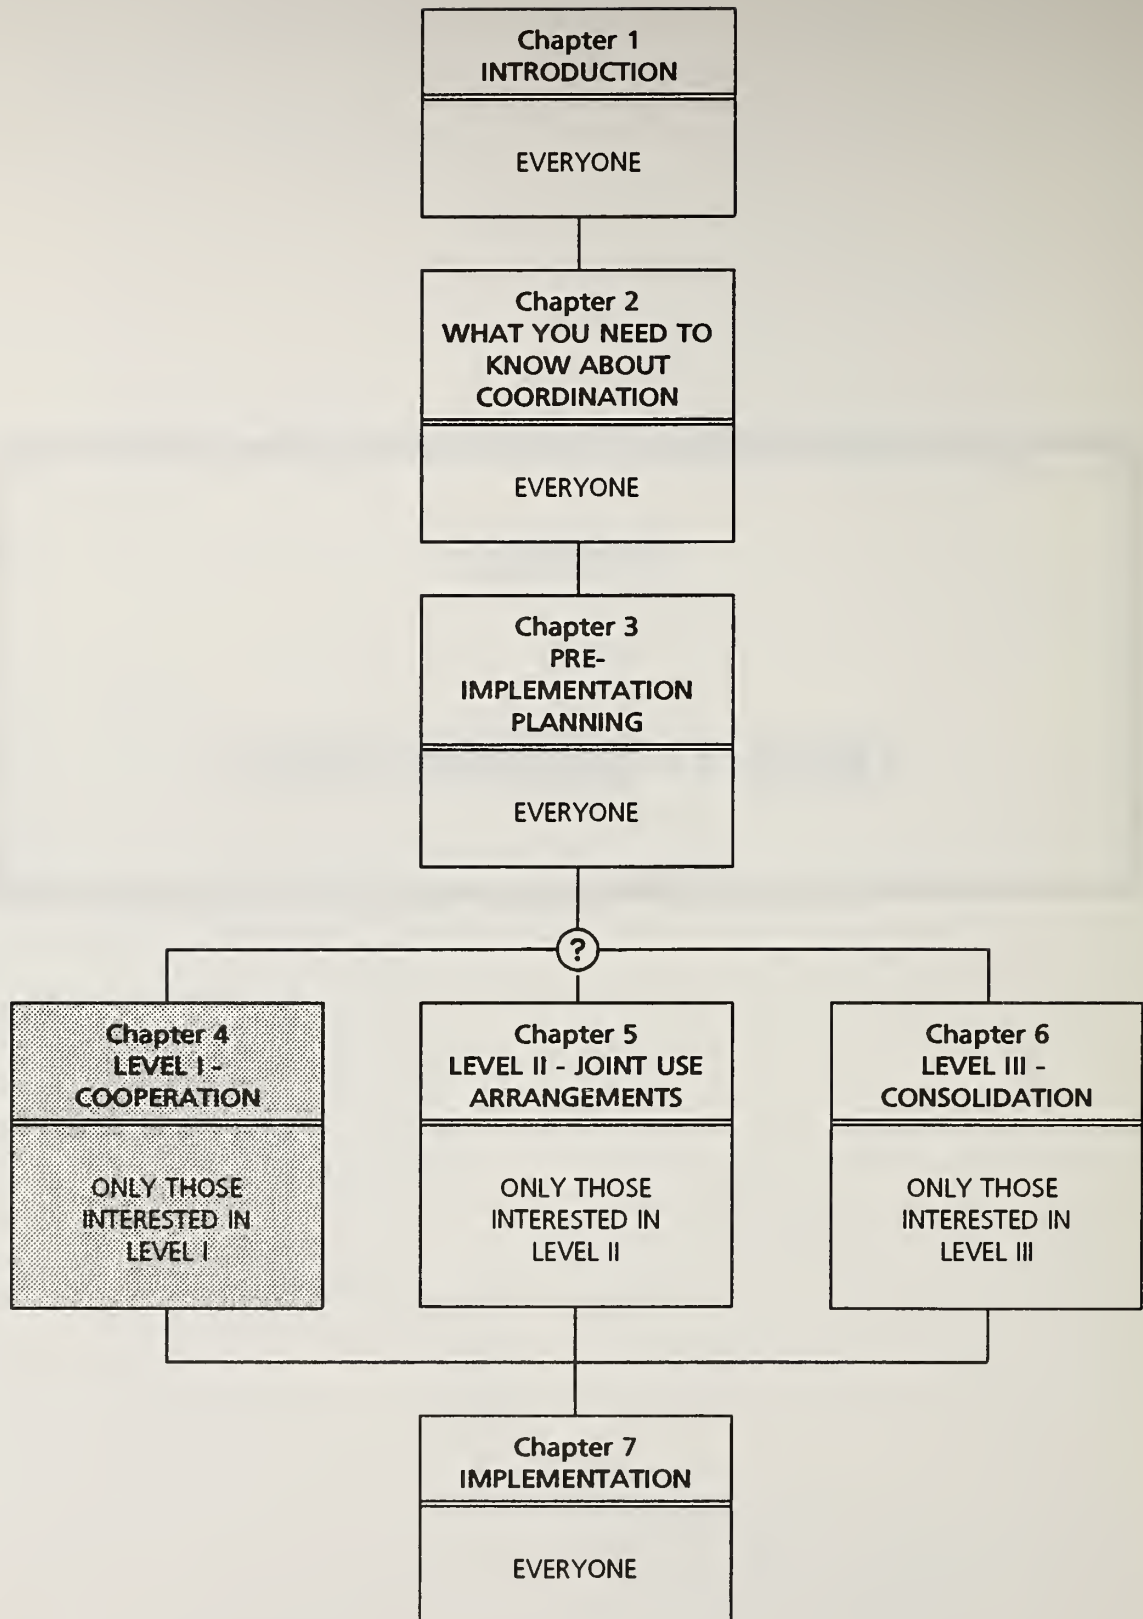 Chapter 1
INTRODUCTION
EVERYONE
Chapter 2
WHAT YOU NEED TO
KNOW ABOUT
COORDINATION
EVERYONE
Chapter 3
PRE-
IMPLEMENTATION
PLANNING
EVERYONE
?
Chapter 4
LEVEL I -
COOPERATION
ONLY THOSE
INTERESTED IN
LEVEL I
Chapter 5
LEVEL II - JOINT USE
ARRANGEMENTS
ONLY THOSE
INTERESTED IN
LEVEL II
Chapter 6
LEVEL III -
CONSOLIDATION
ONLY THOSE
INTERESTED IN
LEVEL III
Chapter 7
IMPLEMENTATION
EVERYONE